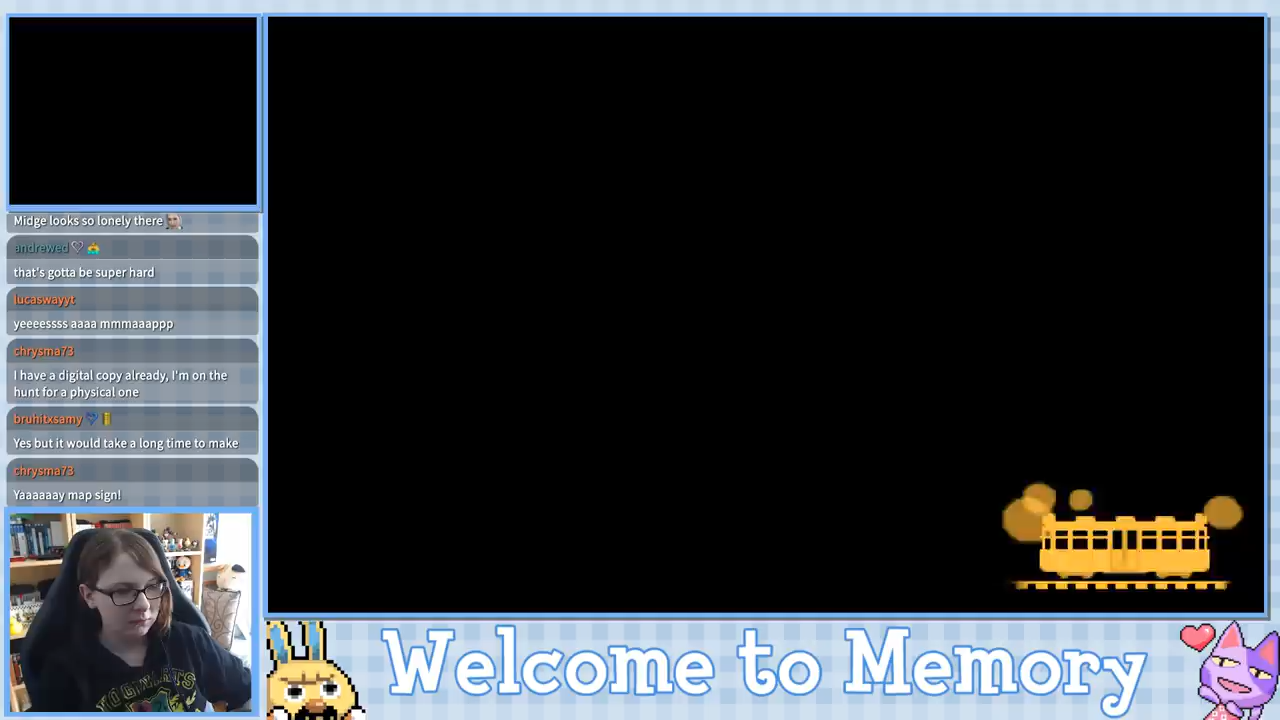 Midge looks so lonely there
andrewed
that's gotta be super hard
lucaswayyt
yeeeessss aaaa mmmaaappp
chrysma73
I have a digital copy already, I'm on the
hunt for a physical one
bruhitxsamy
Yes but it would take a long time to make
chrysma73
Yaaaaaay map sign!
HOGWARTS
Welcome to Memory